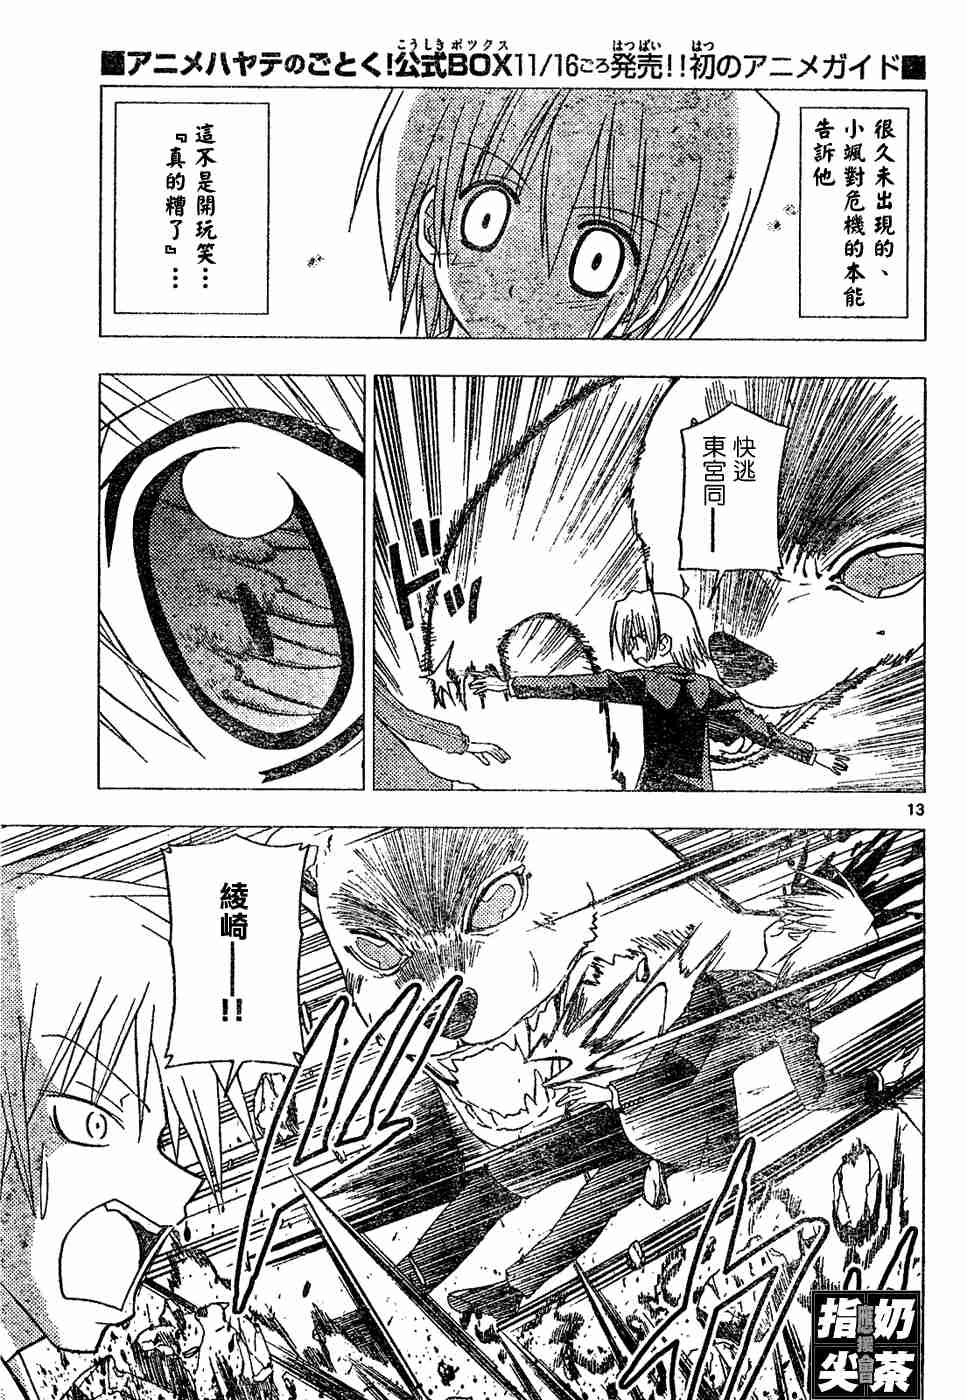 ■アニメハヤテのごとく!公式BOX11/16ごろ発売!!初のアニメガイド■
こうしきボックス
はつばい
はつ
很久未出現的、
小颯對危機的本能
告訴他
這不是開玩笑…
『真的糟了』…
快逃
東宮同——
ドドッ
13
綾崎——!!
指奶
尖茶